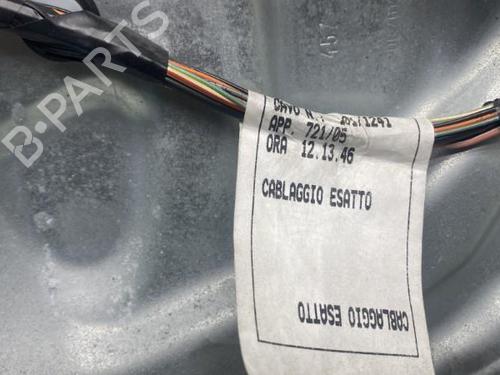 CAVO N.: 
APP. 721/05
ORA 12.13.46
CABLAGGIO ESATTO
CABLAGGIO ESATTO
B-PARTS